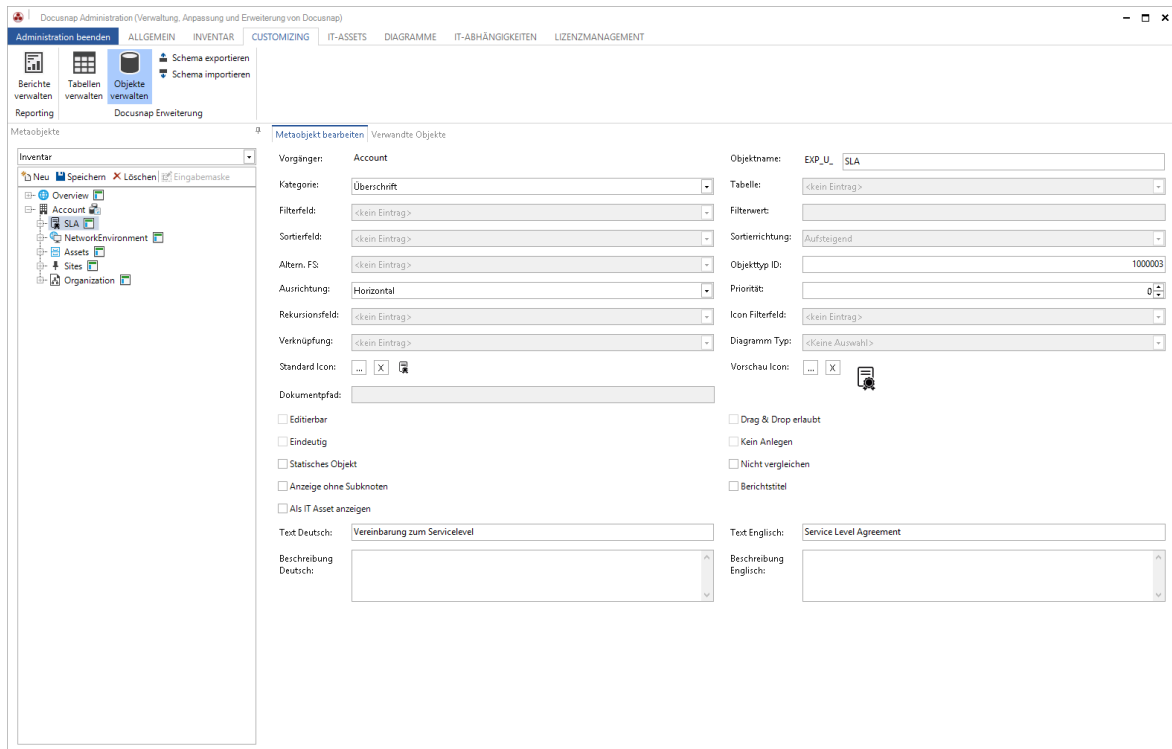 Docusnap Administration (Verwaltung, Anpassung und Erweiterung von Docusnap)
Administration beenden ALLGEMEIN INVENTAR CUSTOMIZING IT-ASSETS DIAGRAMME IT-ABHÄNGIGKEITEN LIZENZMANAGEMENT
Berichte verwalten
Tabellen verwalten
Objekte verwalten
Schema exportieren
Schema importieren
Reporting Docusnap Erweiterung
Metaobjekte
Inventar
Neu Speichern Löschen Eingabemaske
Overview
Account
SLA
NetworkEnvironment
Assets
Sites
Organization
Metaobjekt bearbeiten Verwandte Objekte
Vorgänger: Account Objektname: EXP_U_ SLA
Kategorie: Überschrift Tabelle: <kein Eintrag>
Filterfeld: <kein Eintrag> Filterwert:
Sortierfeld: <kein Eintrag> Sortierrichtung: Aufsteigend
Altern. FS: <kein Eintrag> Objekttyp ID: 1000003
Ausrichtung: Horizontal Priorität: 0
Rekursionsfeld: <kein Eintrag> Icon Filterfeld: <kein Eintrag>
Verknüpfung: <kein Eintrag> Diagramm Typ: <Keine Auswahl>
Standard Icon: ... X Vorschau Icon: ... X
Dokumentpfad:
Editierbar Drag & Drop erlaubt
Eindeutig Kein Anlegen
Statisches Objekt Nicht vergleichen
Anzeige ohne Subknoten Berichtstitel
Als IT Asset anzeigen
Text Deutsch: Vereinbarung zum Servicelevel Text Englisch: Service Level Agreement
Beschreibung Deutsch: Beschreibung Englisch: